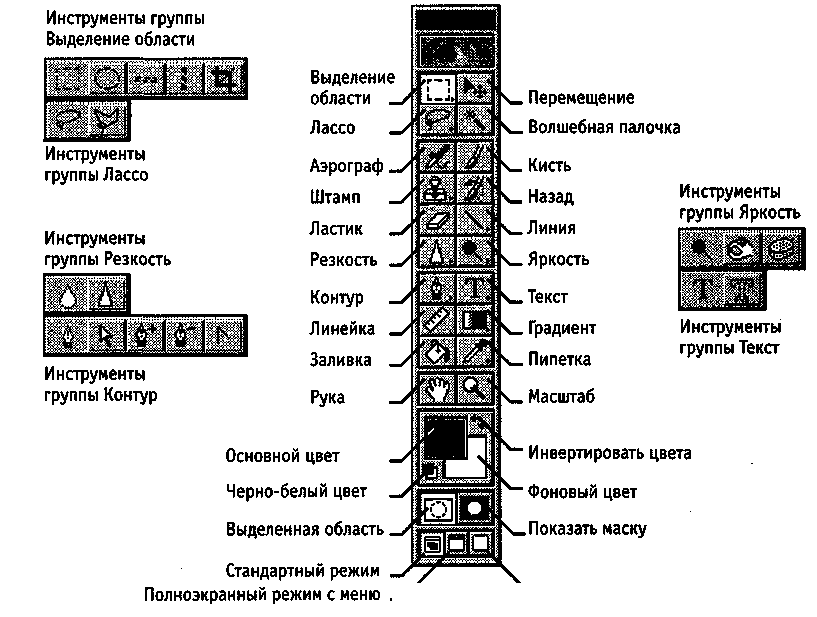 Инструменты группы
Выделение области
Инструменты
группы Лассо
Инструменты
группы Резкость
Инструменты
группы Контур
Выделение
области
Лассо
Аэрограф
Штамп
Ластик
Резкость
Контур
Линейка
Заливка
Рука
Основной цвет
Черно-белый цвет
Выделенная область
Стандартный режим
Полноэкранный режим с меню
Перемещение
Волшебная палочка
Кисть
Назад
Линия
Яркость
Текст
Градиент
Пипетка
Масштаб
Инвертировать цвета
Фоновый цвет
Показать маску
Инструменты
группы Яркость
Инструменты
группы Текст